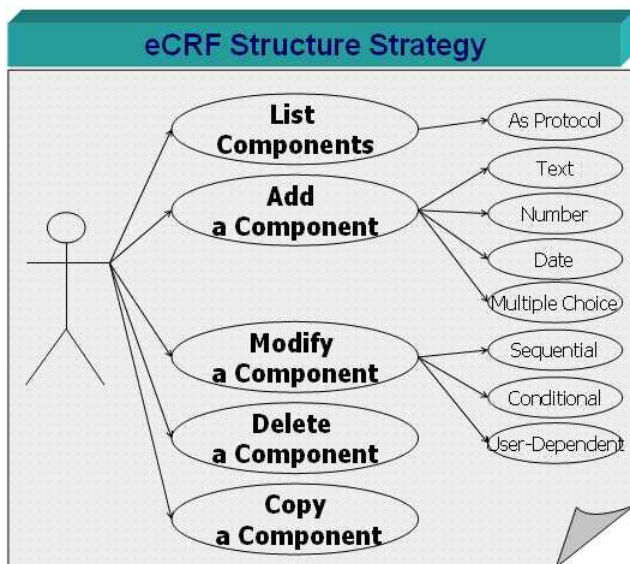 eCRF Structure Strategy
List
Components
As Protocol
Add
a Component
Text
Number
Date
Multiple Choice
Modify
a Component
Sequential
Conditional
User-Dependent
Delete
a Component
Copy
a Component